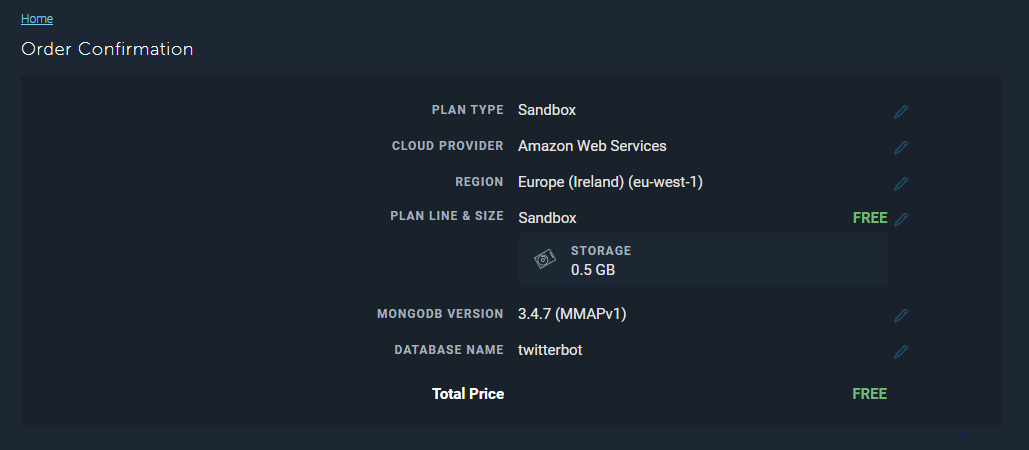 Home
Order Confirmation
PLAN TYPE Sandbox
CLOUD PROVIDER Amazon Web Services
REGION Europe (Ireland) (eu-west-1)
PLAN LINE & SIZE Sandbox FREE
STORAGE
0.5 GB
MONGODB VERSION 3.4.7 (MMAPv1)
DATABASE NAME twitterbot
Total Price FREE